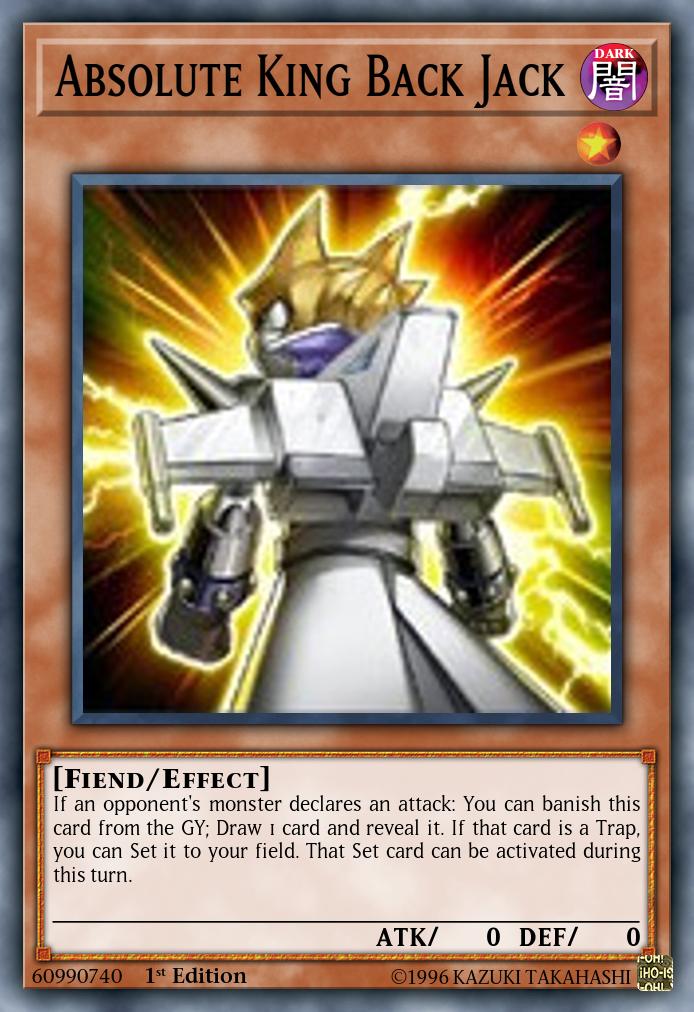 Absolute King Back Jack
DARK
闇
[Fiend/Effect]
If an opponent's monster declares an attack: You can banish this
card from the GY; Draw 1 card and reveal it. If that card is a Trap,
you can Set it to your field. That Set card can be activated during
this turn.
ATK/ 0 DEF/ 0
60990740 1st Edition ©1996 KAZUKI TAKAHASHI